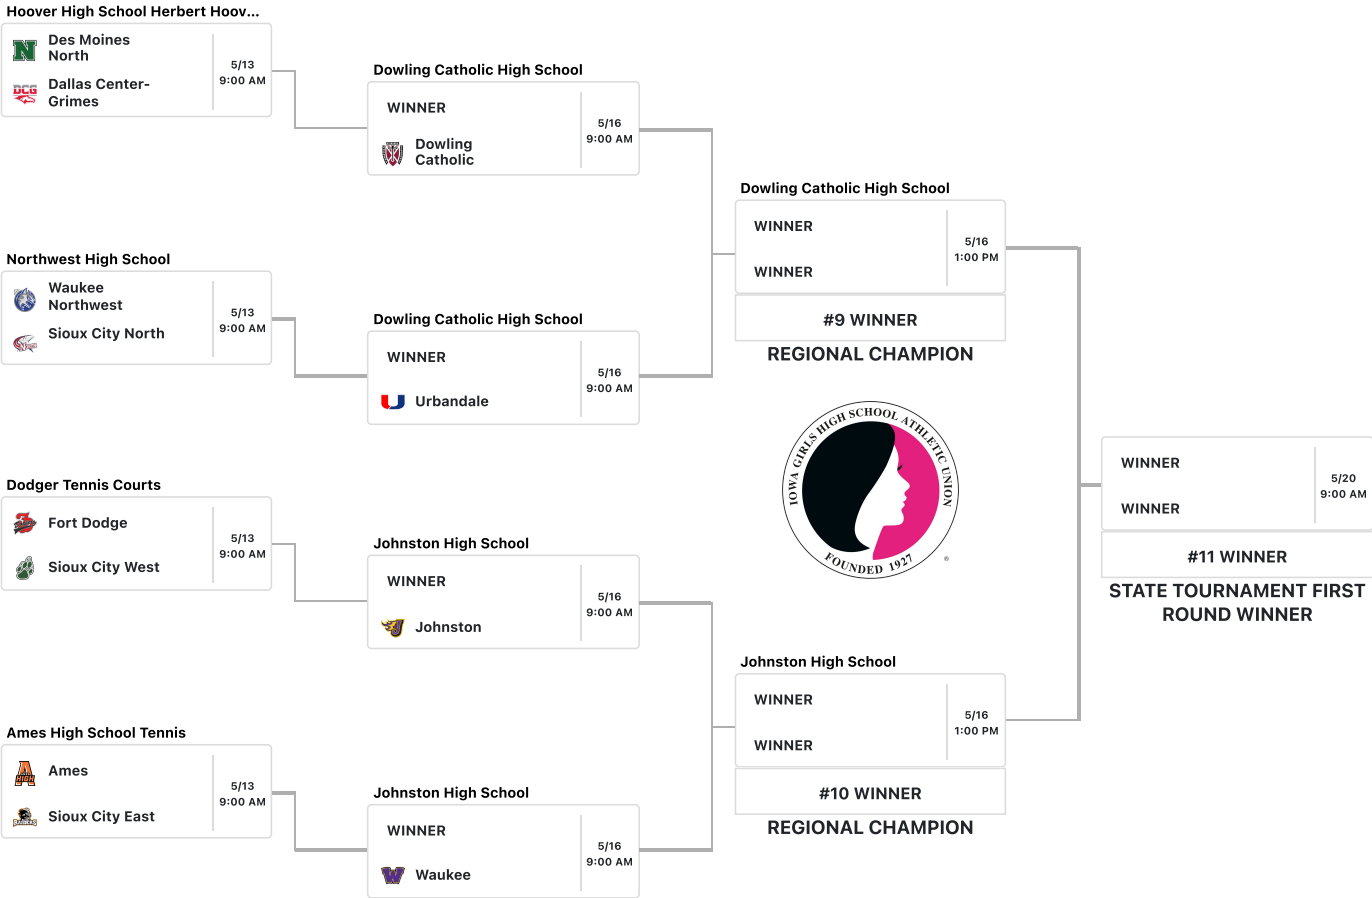 Hoover High School Herbert Hoov...
Des Moines
North
Dallas Center-
Grimes
5/13
9:00 AM
Dowling Catholic High School
WINNER
Dowling
Catholic
5/16
9:00 AM
Northwest High School
Waukee
Northwest
Sioux City North
5/13
9:00 AM
Dowling Catholic High School
WINNER
Urbandale
5/16
9:00 AM
Dowling Catholic High School
WINNER
WINNER
5/16
1:00 PM
#9 WINNER
REGIONAL CHAMPION
IOWA GIRLS HIGH SCHOOL ATHLETIC UNION
FOUNDED 1927
®
Dodger Tennis Courts
Fort Dodge
Sioux City West
5/13
9:00 AM
Johnston High School
WINNER
Johnston
5/16
9:00 AM
Ames High School Tennis
Ames
Sioux City East
5/13
9:00 AM
Johnston High School
WINNER
Waukee
5/16
9:00 AM
Johnston High School
WINNER
WINNER
5/16
1:00 PM
#10 WINNER
REGIONAL CHAMPION
WINNER
WINNER
5/20
9:00 AM
#11 WINNER
STATE TOURNAMENT FIRST
ROUND WINNER